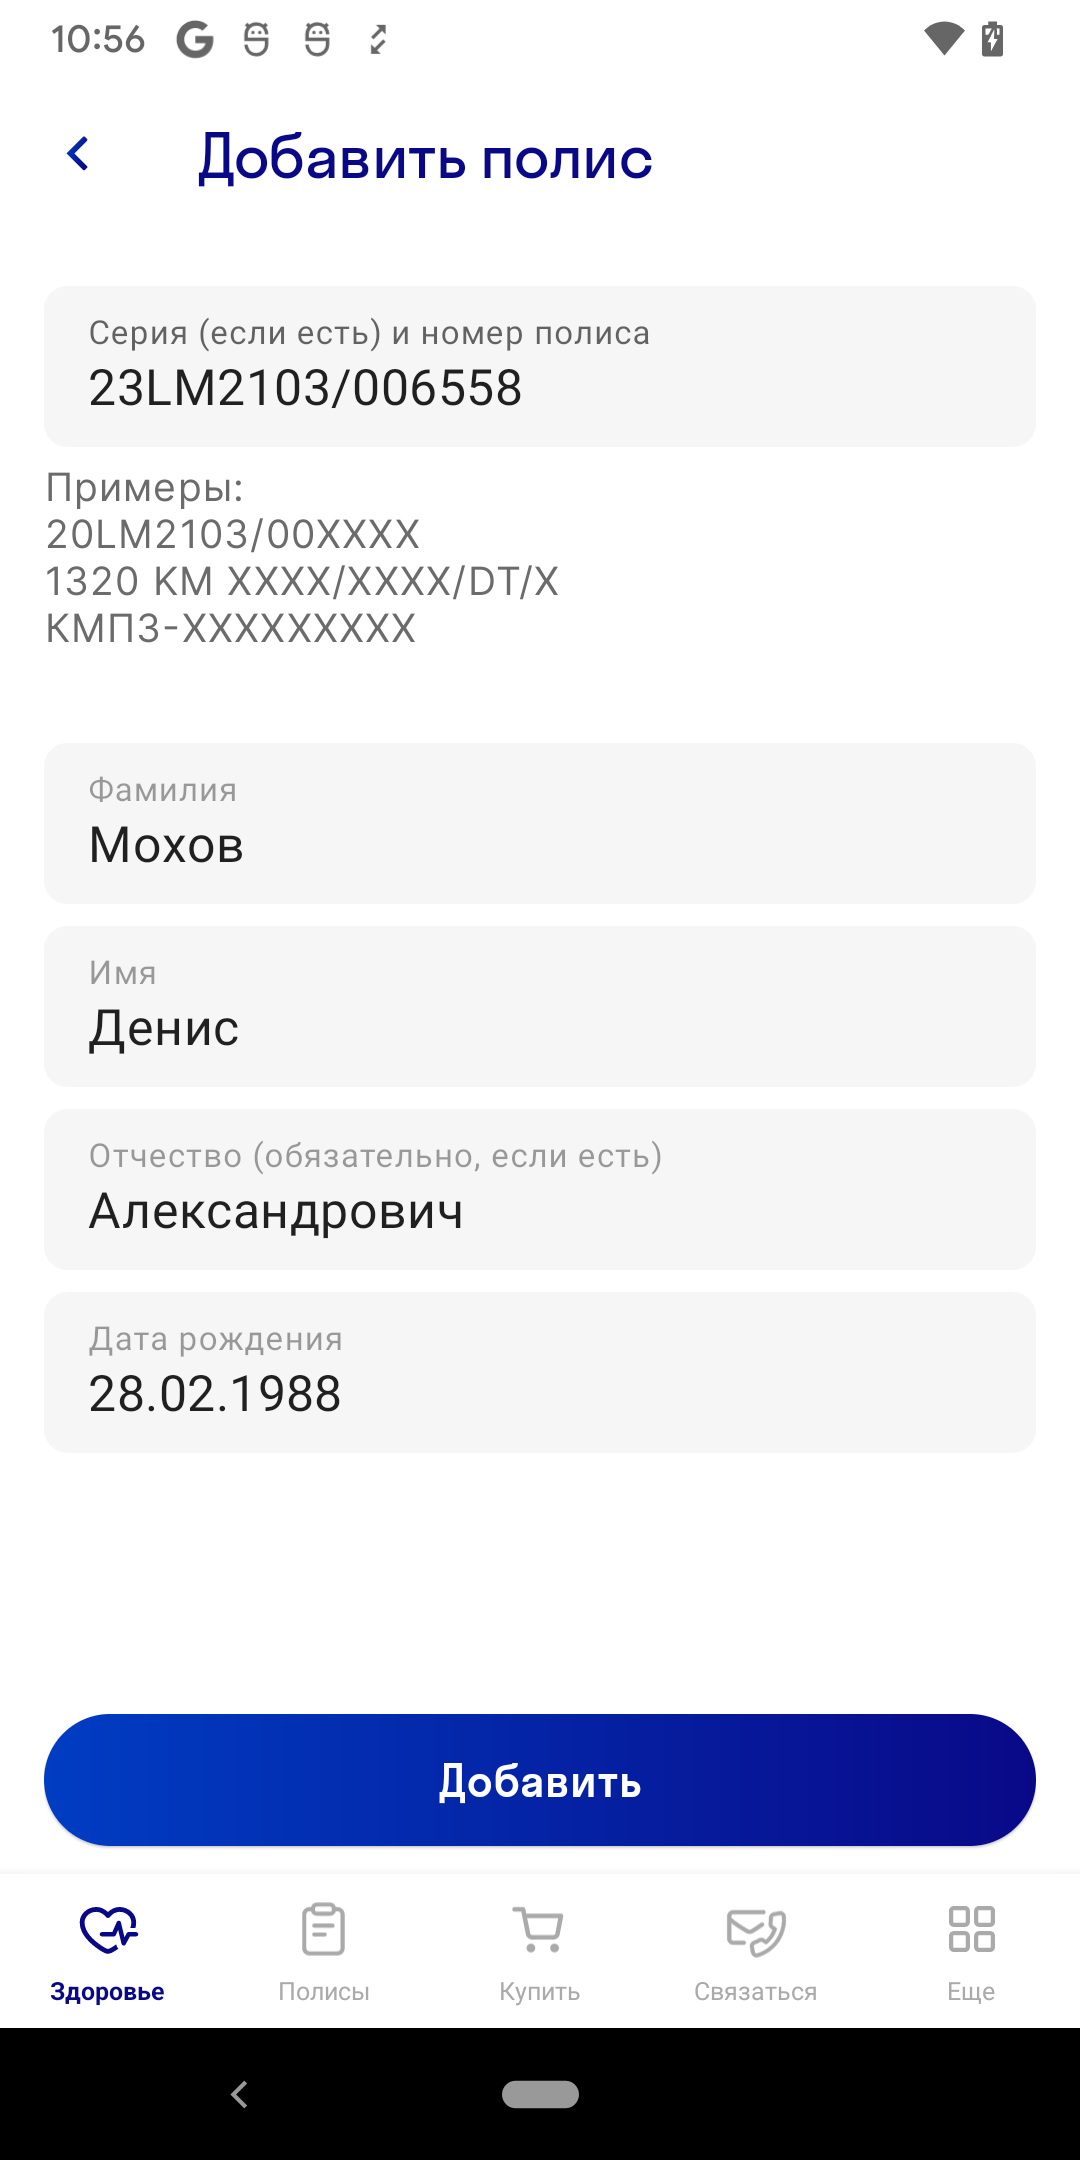 10:56
Добавить полис
Серия (если есть) и номер полиса
23LM2103/006558
Примеры:
20LM2103/00XXXX
1320 KM XXXX/XXXX/DT/X
КМПЗ-XXXXXXXXX
Фамилия
Мохов
Имя
Денис
Отчество (обязательно, если есть)
Александрович
Дата рождения
28.02.1988
Добавить
Здоровье
Полисы
Купить
Связаться
Еще